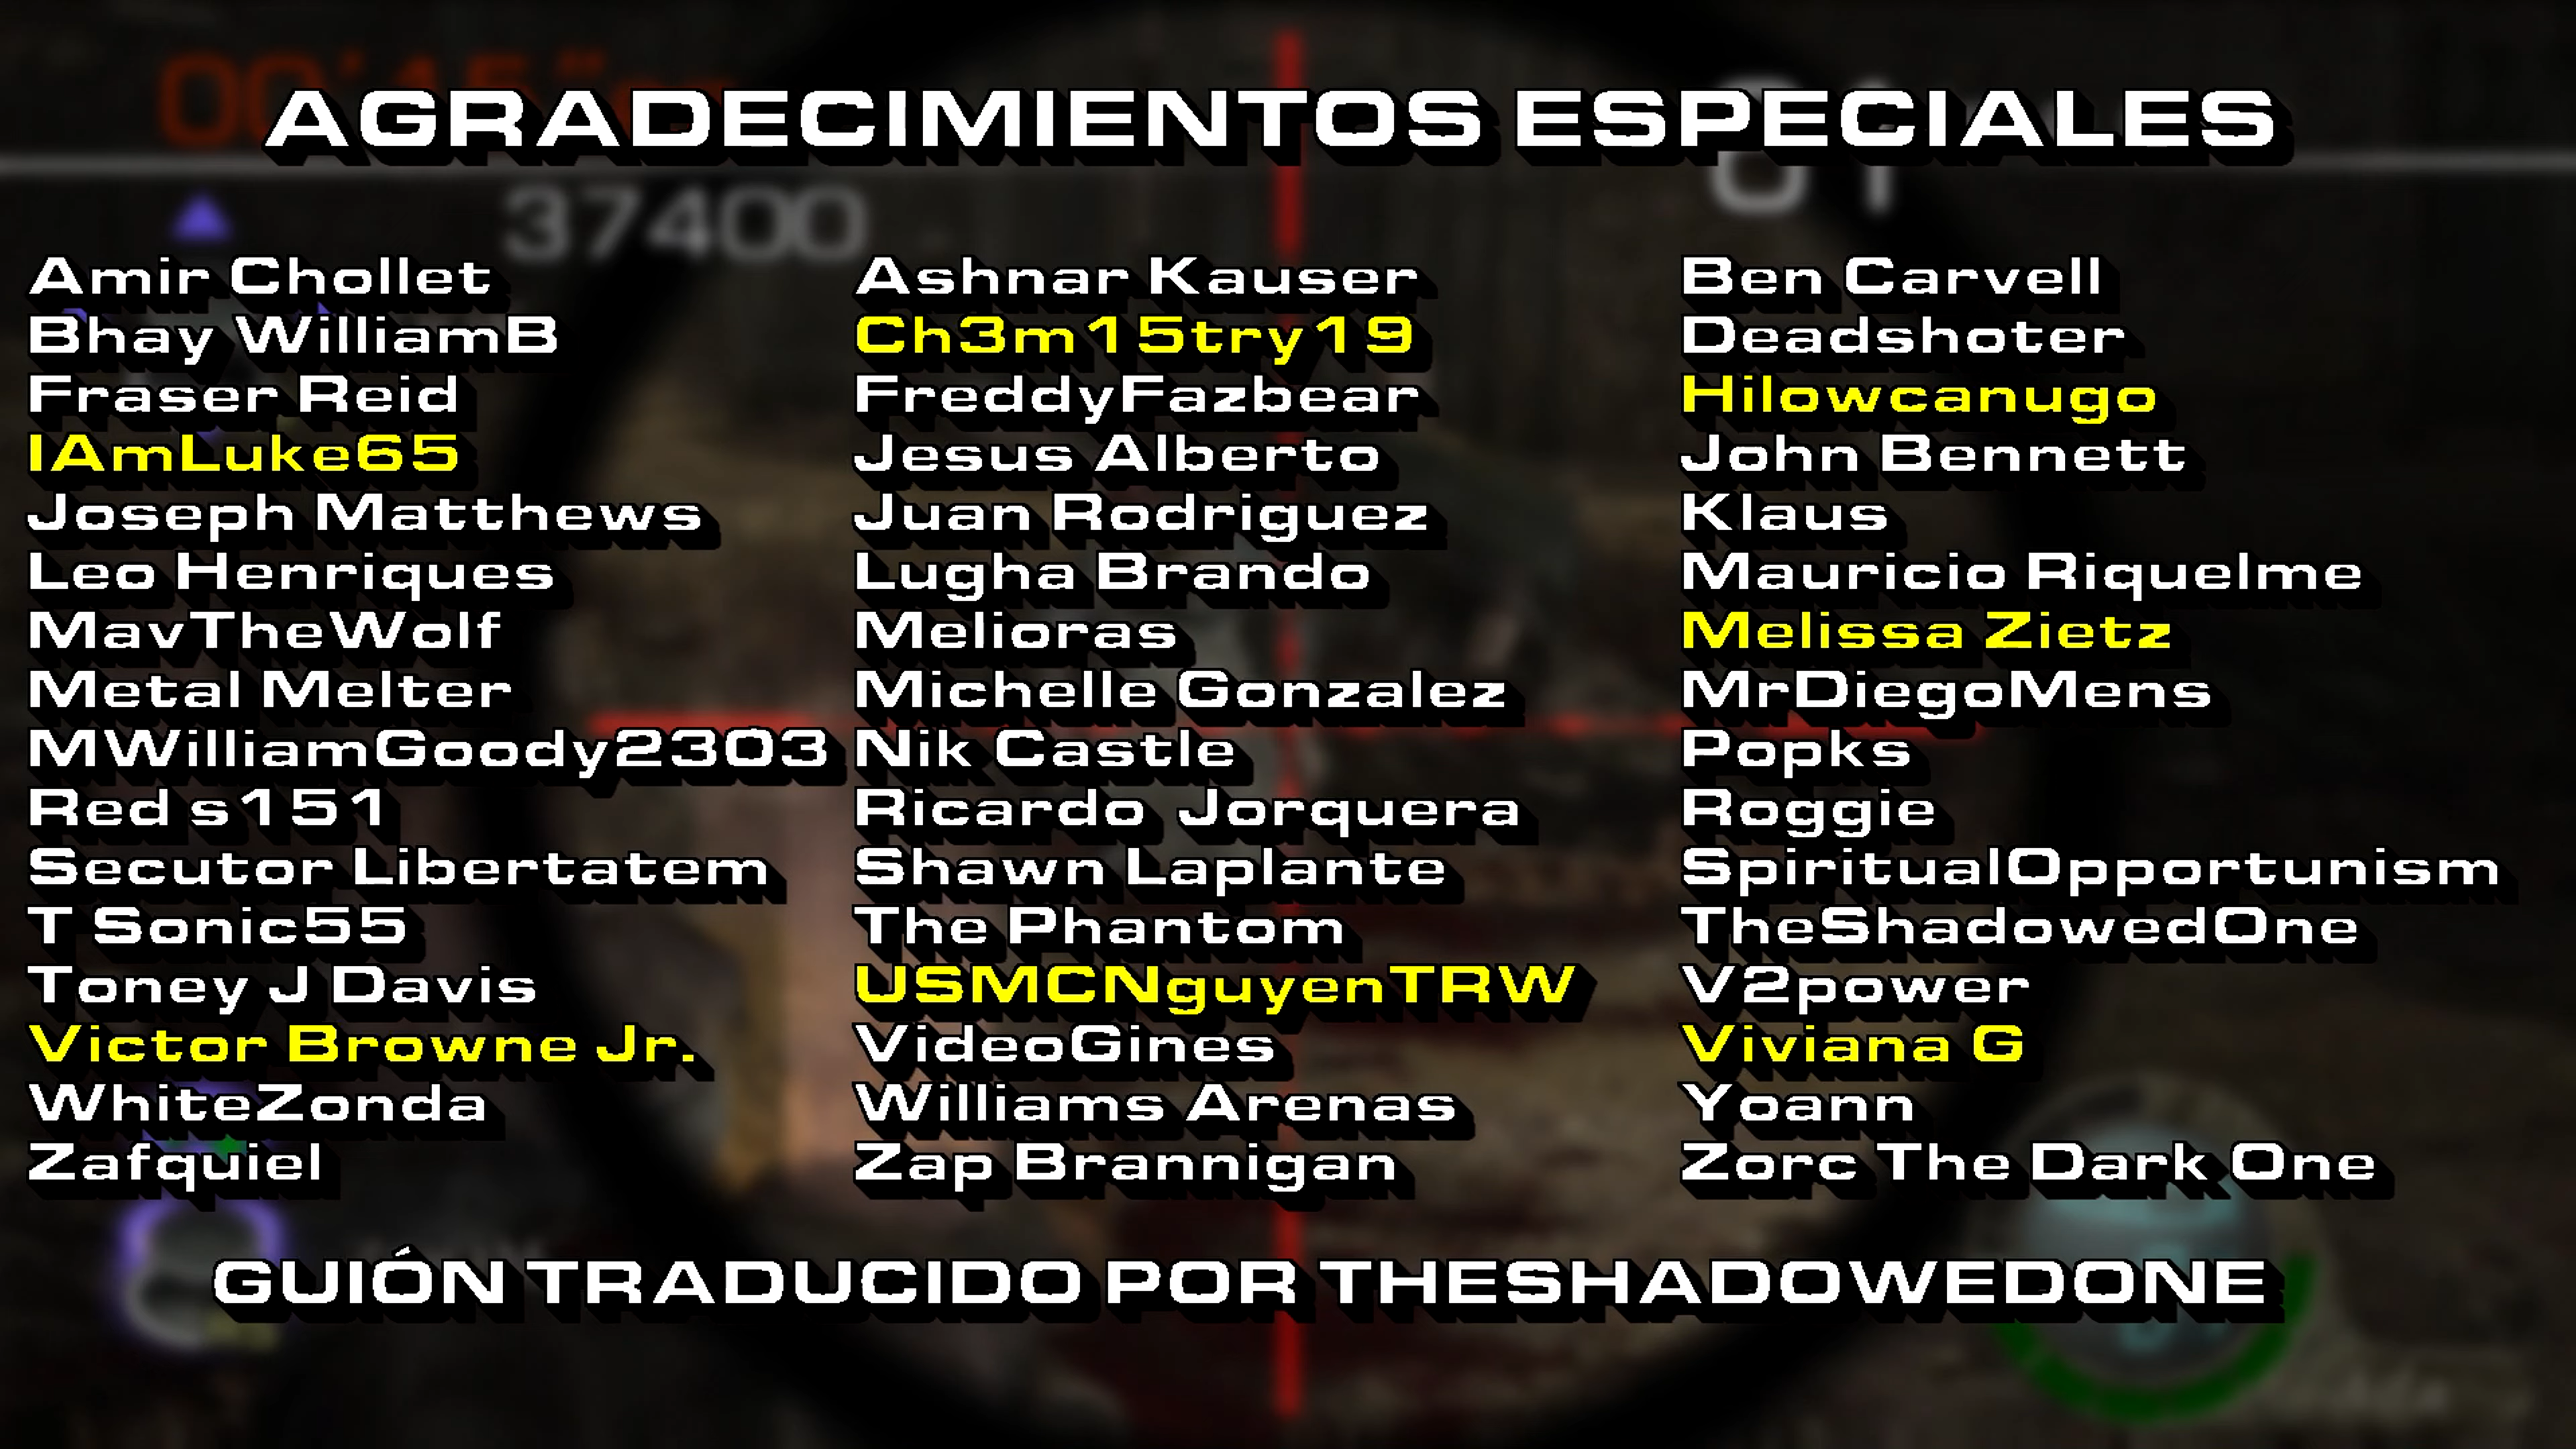 AGRADECIMIENTOS ESPECIALES
37400
Amir Chollet Ashnar Kauser Ben Carvell
Bhay WilliamB Ch3m15try19 Deadshoter
Fraser Reid FreddyFazbear Hilowcanugo
IAmLuke65 Jesus Alberto John Bennett
Joseph Matthews Juan Rodriguez Klaus
Leo Henriques Lugha Brando Mauricio Riquelme
MavTheWolf Melioras Melissa Zietz
Metal Melter Michelle Gonzalez MrDiegoMens
MWilliamGoody2303 Nik Castle Popks
Red s151 Ricardo Jorquera Roggie
Secutor Libertatem Shawn Laplante SpiritualOpportunism
T Sonic55 The Phantom TheShadowedOne
Toney J Davis USMCNguyenTRW V2power
Victor Browne Jr. VideoGines Viviana G
WhiteZonda Williams Arenas Yoann
Zafquiel Zap Brannigan Zorc The Dark One
GUIÓN TRADUCIDO POR THESHADOWEDONE